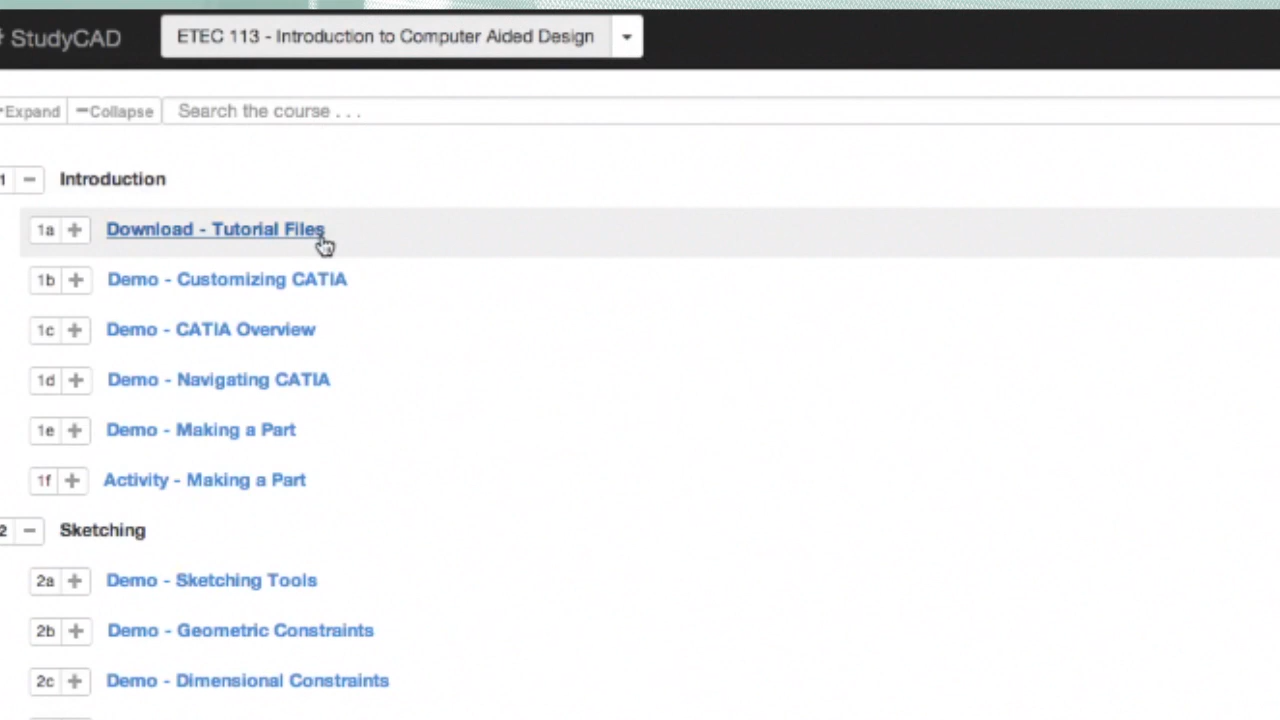 StudyCAD ETEC 113 - Introduction to Computer Aided Design
Expand Collapse Search the course . . .
1 Introduction
1a Download - Tutorial Files
1b Demo - Customizing CATIA
1c Demo - CATIA Overview
1d Demo - Navigating CATIA
1e Demo - Making a Part
1f Activity - Making a Part
2 Sketching
2a Demo - Sketching Tools
2b Demo - Geometric Constraints
2c Demo - Dimensional Constraints